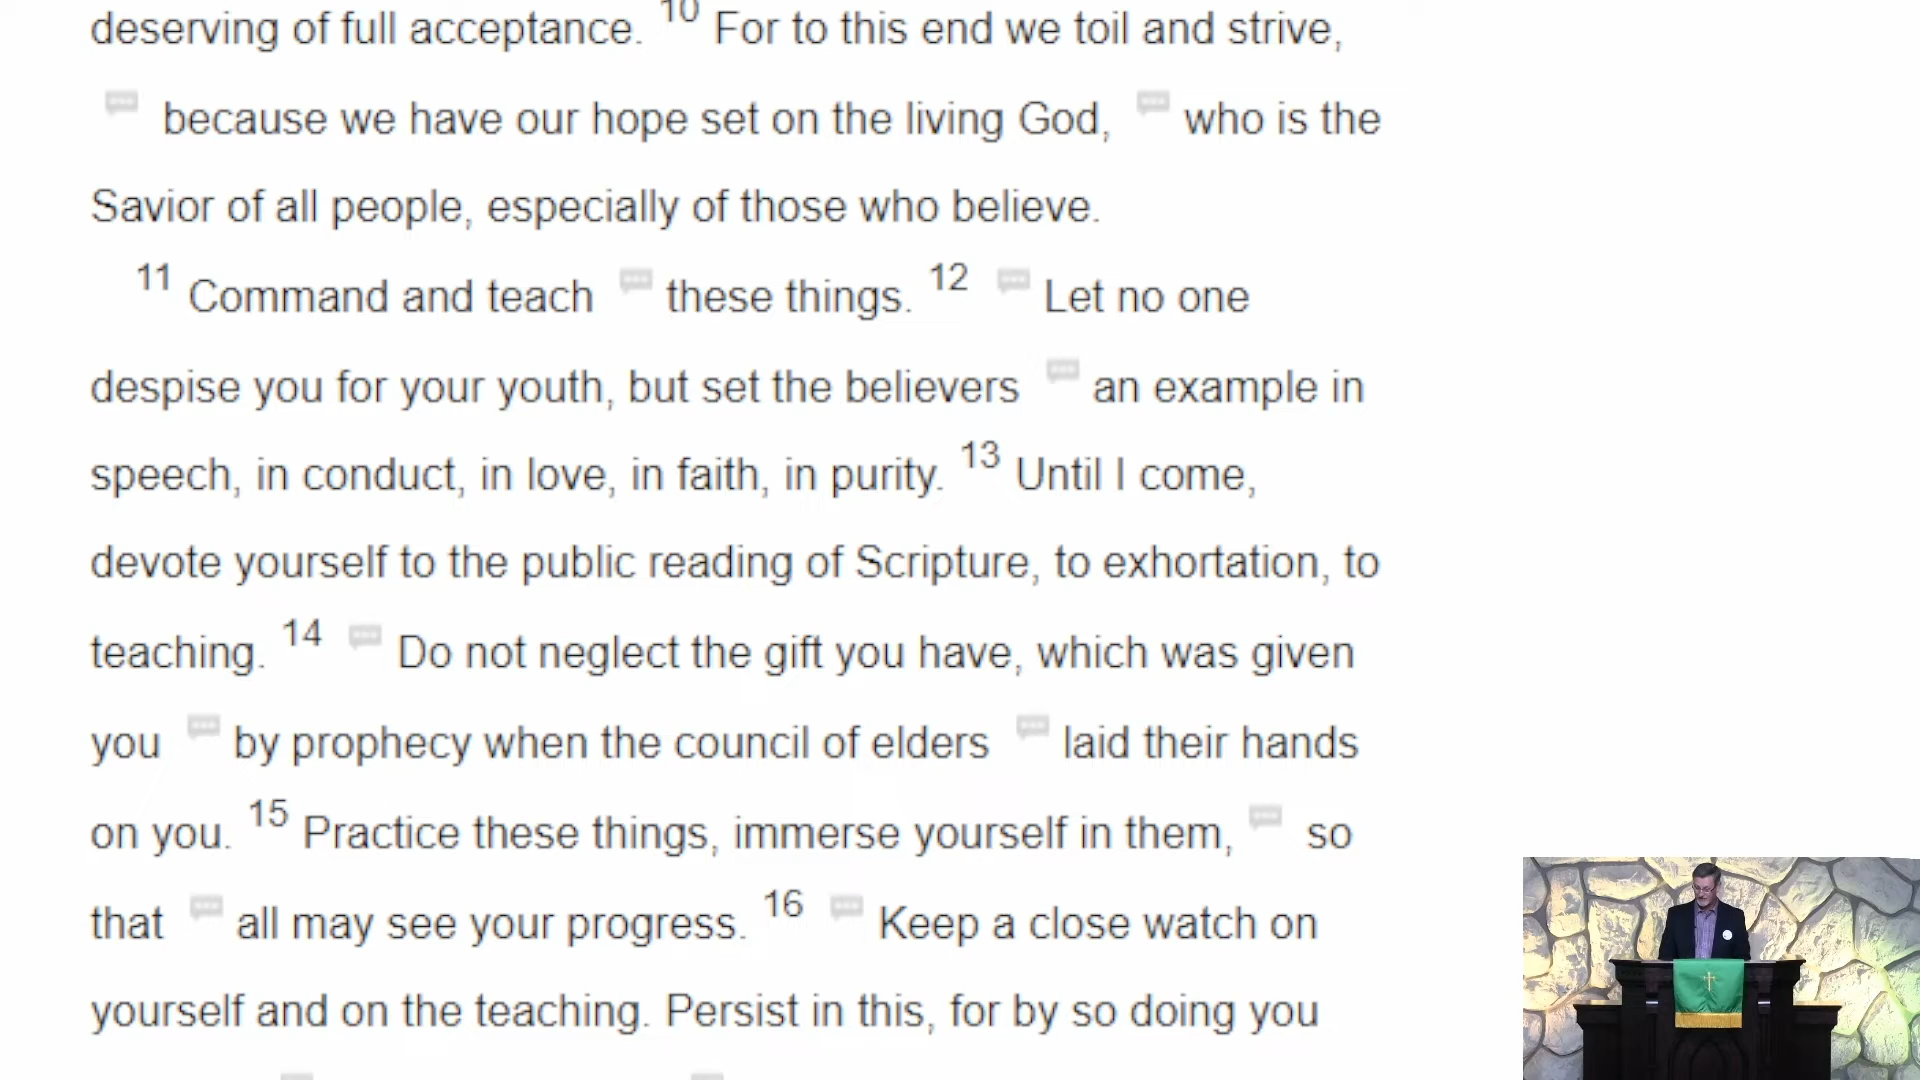 deserving of full acceptance. 10 For to this end we toil and strive,
because we have our hope set on the living God, who is the
Savior of all people, especially of those who believe.
11 Command and teach these things. 12 Let no one
despise you for your youth, but set the believers an example in
speech, in conduct, in love, in faith, in purity. 13 Until I come,
devote yourself to the public reading of Scripture, to exhortation, to
teaching. 14 Do not neglect the gift you have, which was given
you by prophecy when the council of elders laid their hands
on you. 15 Practice these things, immerse yourself in them, so
that all may see your progress. 16 Keep a close watch on
yourself and on the teaching. Persist in this, for by so doing you